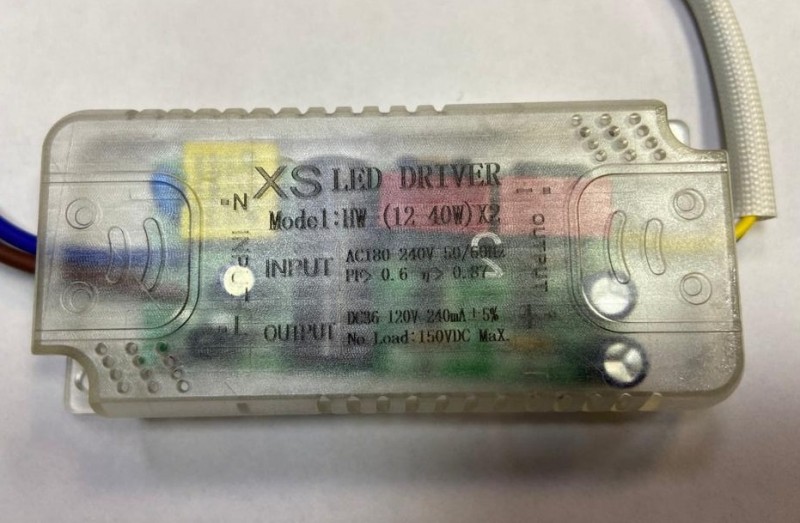 XS LED DRIVER
Model:HW (12 40W)X2
INPUT
AC180 240V 50/60Hz
PF> 0.6 η> 0.87
OUTPUT
DC36 120V 240mA±5%
No Load:150VDC MaX.
N
INPUT
L
OUTPUT